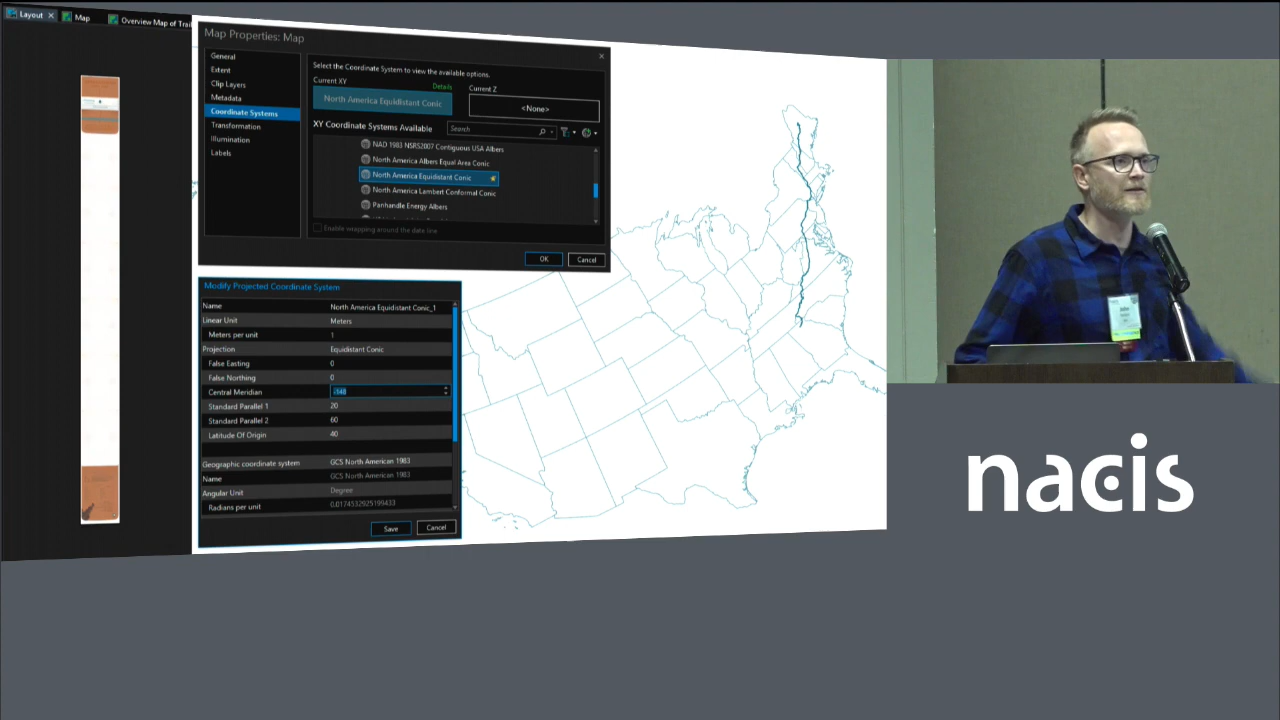 Layout
Map
Overview Map of Trail
Map Properties: Map
General
Extent
Clip Layers
Metadata
Coordinate Systems
Transformation
Illumination
Labels
Select the Coordinate System to view the available options.
Current XY
Details
Current Z
North America Equidistant Conic
<None>
XY Coordinate Systems Available
Search
NAD 1983 NSRS2007 Contiguous USA Albers
North America Albers Equal Area Conic
North America Equidistant Conic
North America Lambert Conformal Conic
Panhandle Energy Albers
Enable wrapping around the date line
OK
Cancel
Modify Projected Coordinate System
Name North America Equidistant Conic_1
Linear Unit Meters
Meters per unit 1
Projection Equidistant Conic
False Easting 0
False Northing 0
Central Meridian
Standard Parallel 1 20
Standard Parallel 2 60
Latitude Of Origin 40
Geographic coordinate system GCS North American 1983
Name GCS North American 1983
Angular Unit Degree
Radians per unit 0.0174532925199433
Save
Cancel
nacis